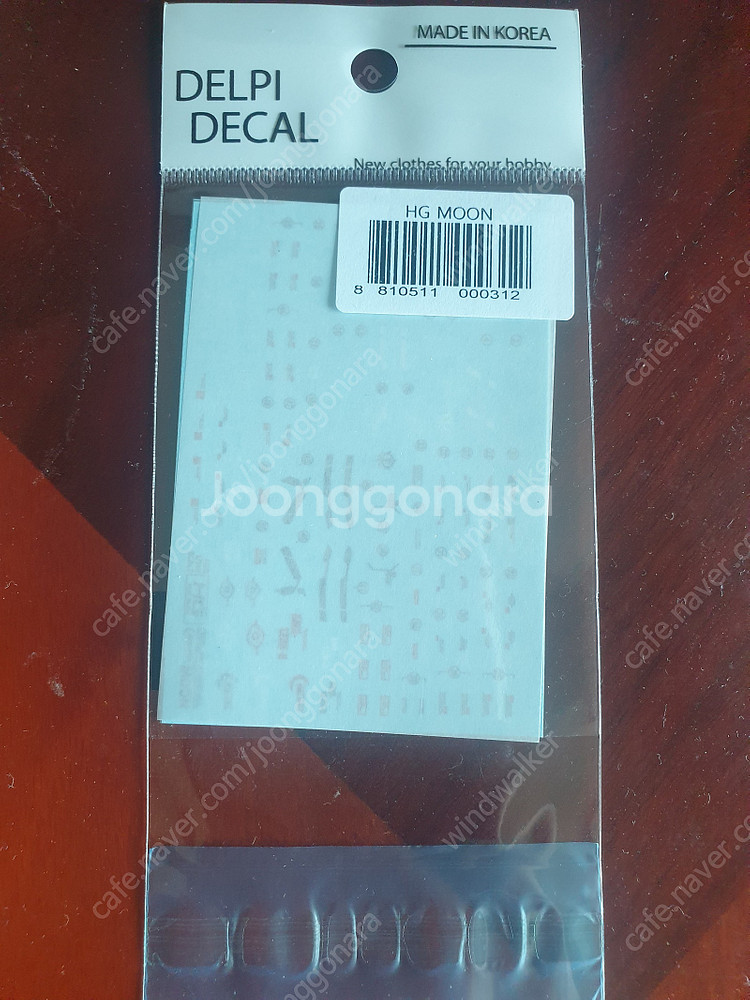 MADE IN KOREA
DELPI
DECAL
New clothes for your hobby
HG MOON
8 810511 000312
Joonggonara
cafe.naver.com/joonggonara
windwalker